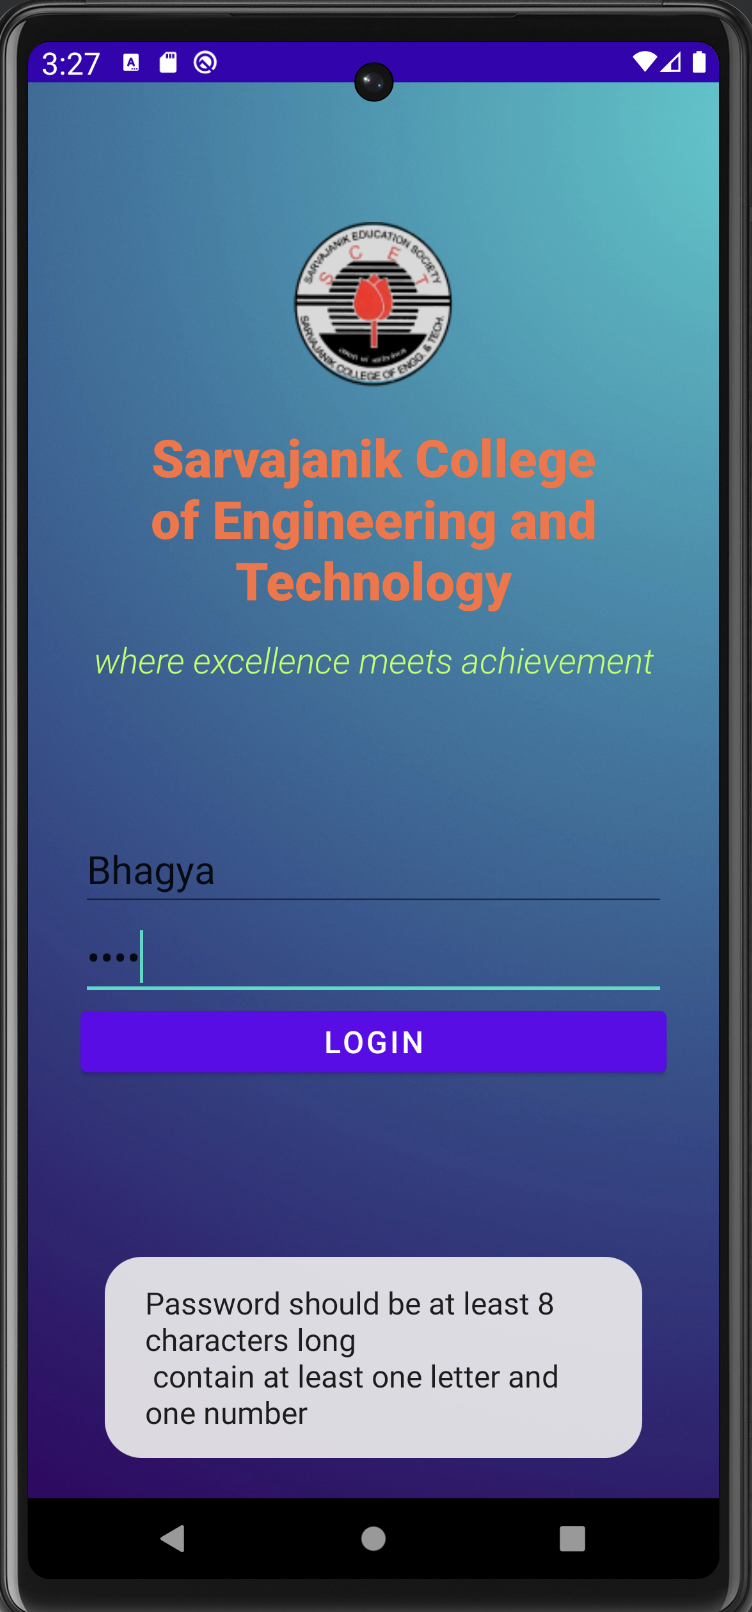 3:27
SARVAJANIK EDUCATION SOCIETY
S C E T
SARVAJANIK COLLEGE OF ENGG. & TECH.
Sarvajanik College
of Engineering and
Technology
where excellence meets achievement
Bhagya
••••
LOGIN
Password should be at least 8
characters long
contain at least one letter and
one number